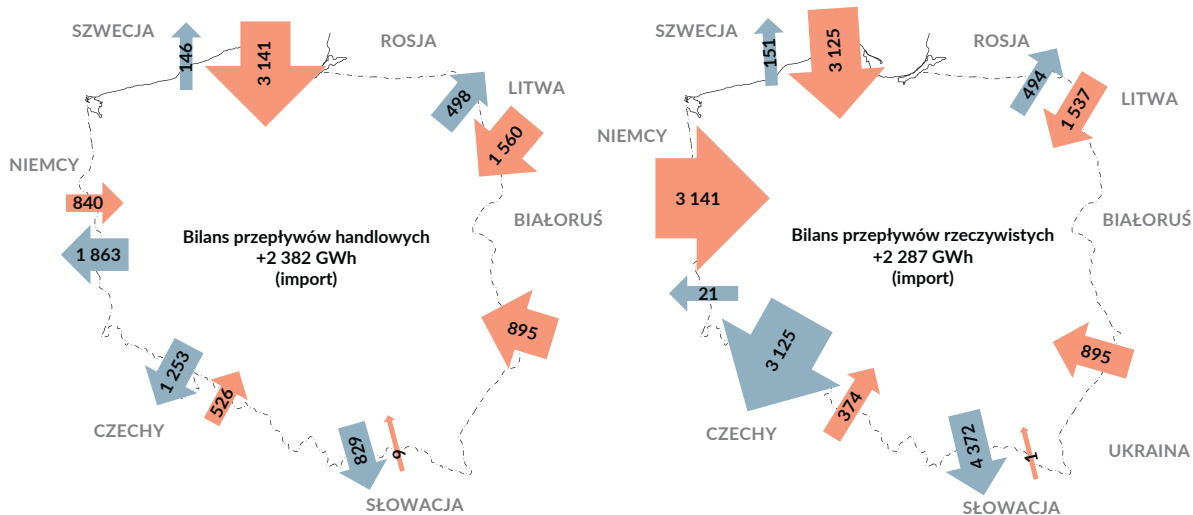 SZWECJA
146
3 141
ROSJA
498
LITWA
1 560
NIEMCY
840
1 863
BIAŁORUŚ
Bilans przepływów handlowych
+2 382 GWh
(import)
895
1 253
526
CZECHY
829
9
SŁOWACJA
SZWECJA
151
3 125
ROSJA
494
LITWA
1 537
NIEMCY
3 141
BIAŁORUŚ
Bilans przepływów rzeczywistych
+2 287 GWh
(import)
21
3 125
895
374
CZECHY
4 372
1
UKRAINA
SŁOWACJA